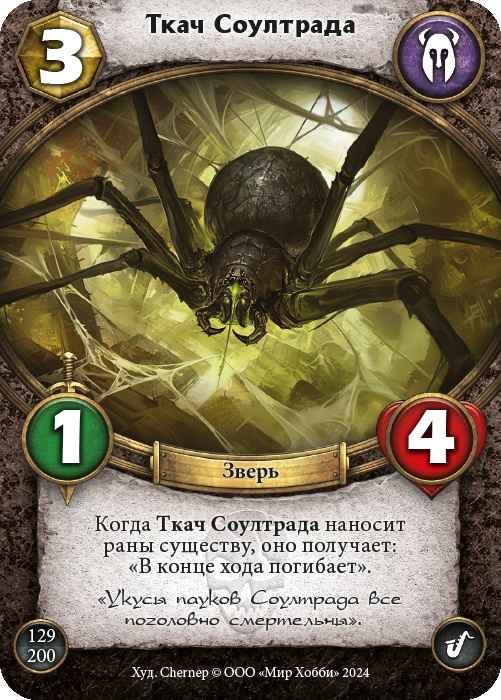 3
Ткач Соултрада
1
4
Зверь
Когда Ткач Соултрада наносит
раны существу, оно получает:
«В конце хода погибает».
«Укусы пауков Соултрада все
поголовно смертельны».
129
200
Худ. Chernep © ООО «Мир Хобби» 2024